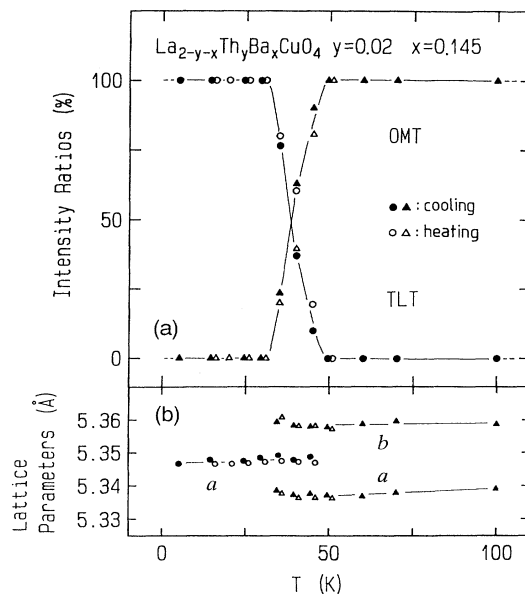 La₂₋y₋ₓThyBaₓCuO₄ y=0.02 x=0.145
100
50
0
Intensity Ratios (%)
OMT
● ▲ : cooling
○ △ : heating
TLT
(a)
(b)
5.36
5.35
5.34
5.33
Lattice
Parameters (Å)
b
a
a
0
50
100
T (K)